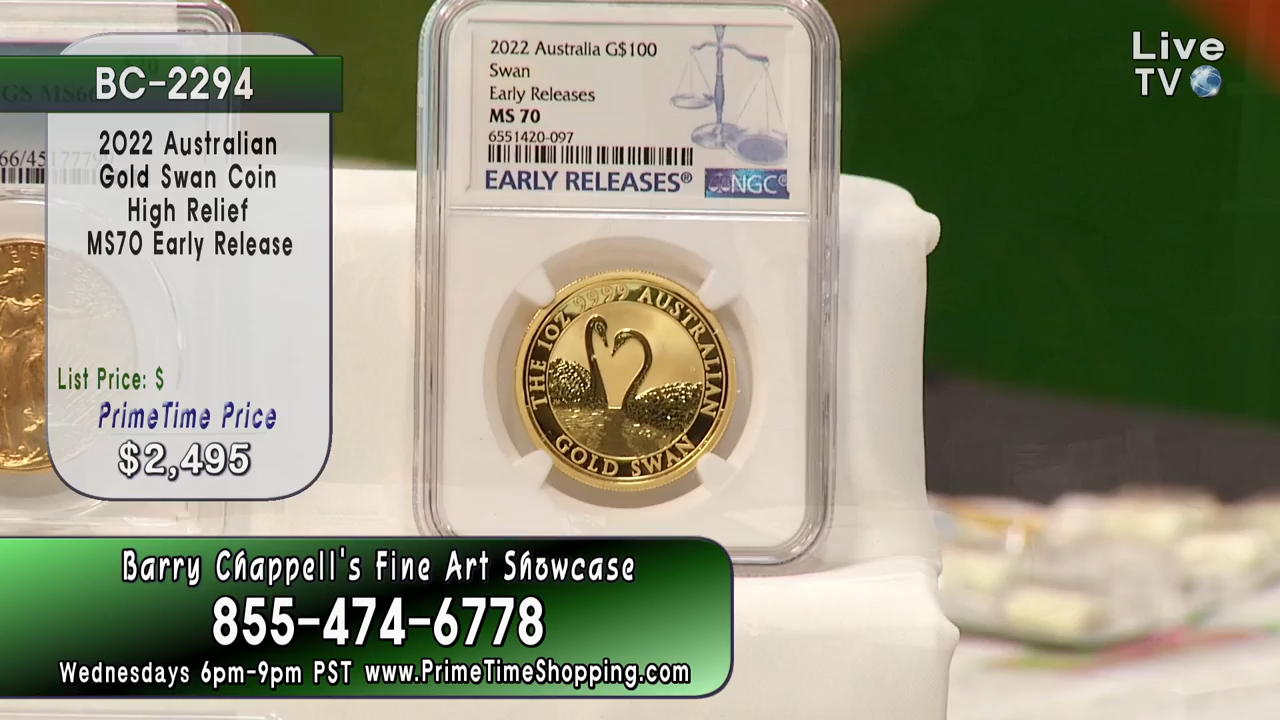 BC-2294
2022 Australian
Gold Swan Coin
High Relief
MS70 Early Release
List Price: $
PrimeTime Price
$2,495
2022 Australia G$100
Swan
Early Releases
MS 70
6551420-097
EARLY RELEASES®
NGC®
THE 1OZ 9999 AUSTRALIAN
GOLD SWAN
Live
TV
Barry Chappell's Fine Art Showcase
855-474-6778
Wednesdays 6pm-9pm PST www.PrimeTimeShopping.com